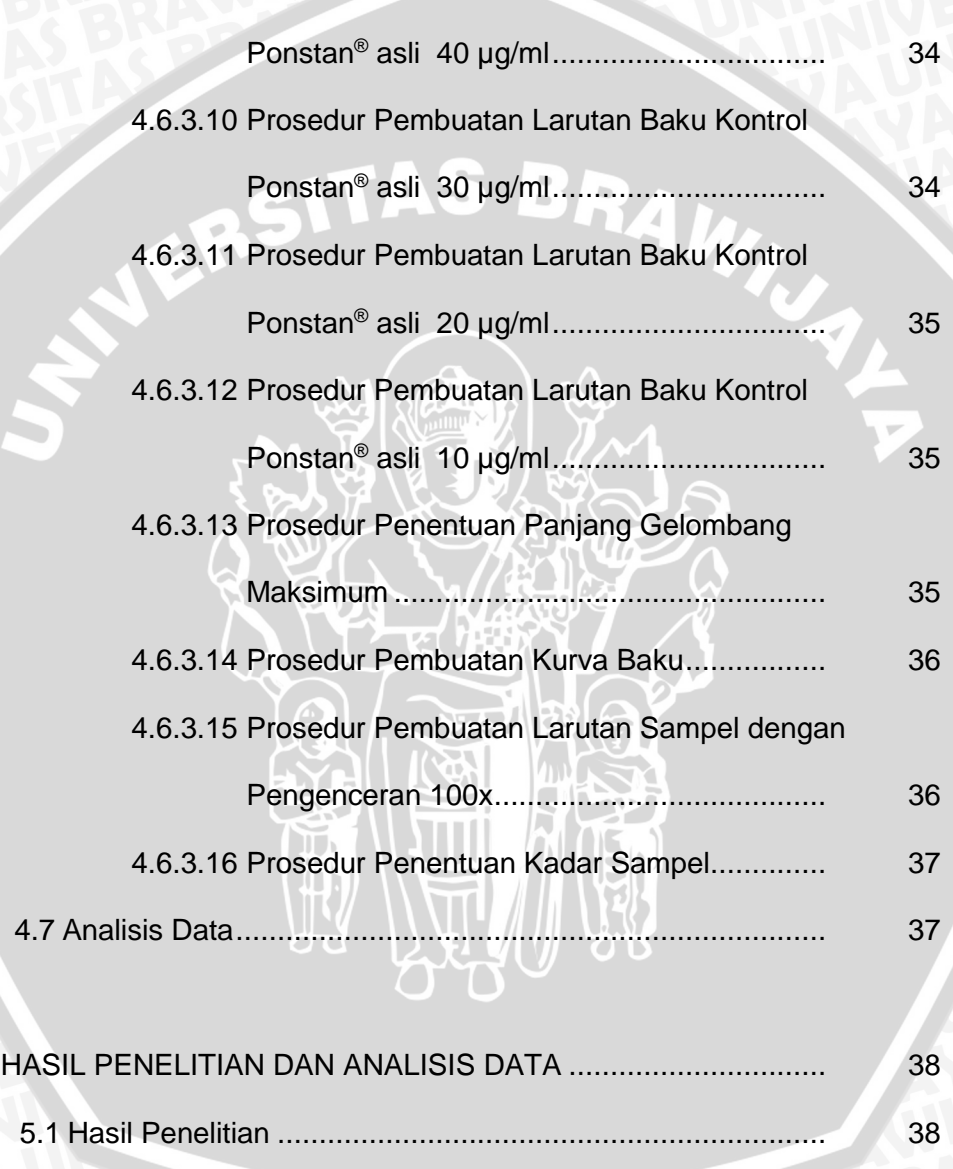 Ponstan® asli 40 µg/ml................................ 34
4.6.3.10 Prosedur Pembuatan Larutan Baku Kontrol
Ponstan® asli 30 µg/ml................................ 34
4.6.3.11 Prosedur Pembuatan Larutan Baku Kontrol
Ponstan® asli 20 µg/ml................................ 35
4.6.3.12 Prosedur Pembuatan Larutan Baku Kontrol
Ponstan® asli 10 µg/ml................................ 35
4.6.3.13 Prosedur Penentuan Panjang Gelombang
Maksimum .................................................... 35
4.6.3.14 Prosedur Pembuatan Kurva Baku................. 36
4.6.3.15 Prosedur Pembuatan Larutan Sampel dengan
Pengenceran 100x........................................ 36
4.6.3.16 Prosedur Penentuan Kadar Sampel.............. 37
4.7 Analisis Data....................................................................... 37
HASIL PENELITIAN DAN ANALISIS DATA ............................... 38
5.1 Hasil Penelitian .................................................................. 38
UNIVERSITAS BRAWIJAYA